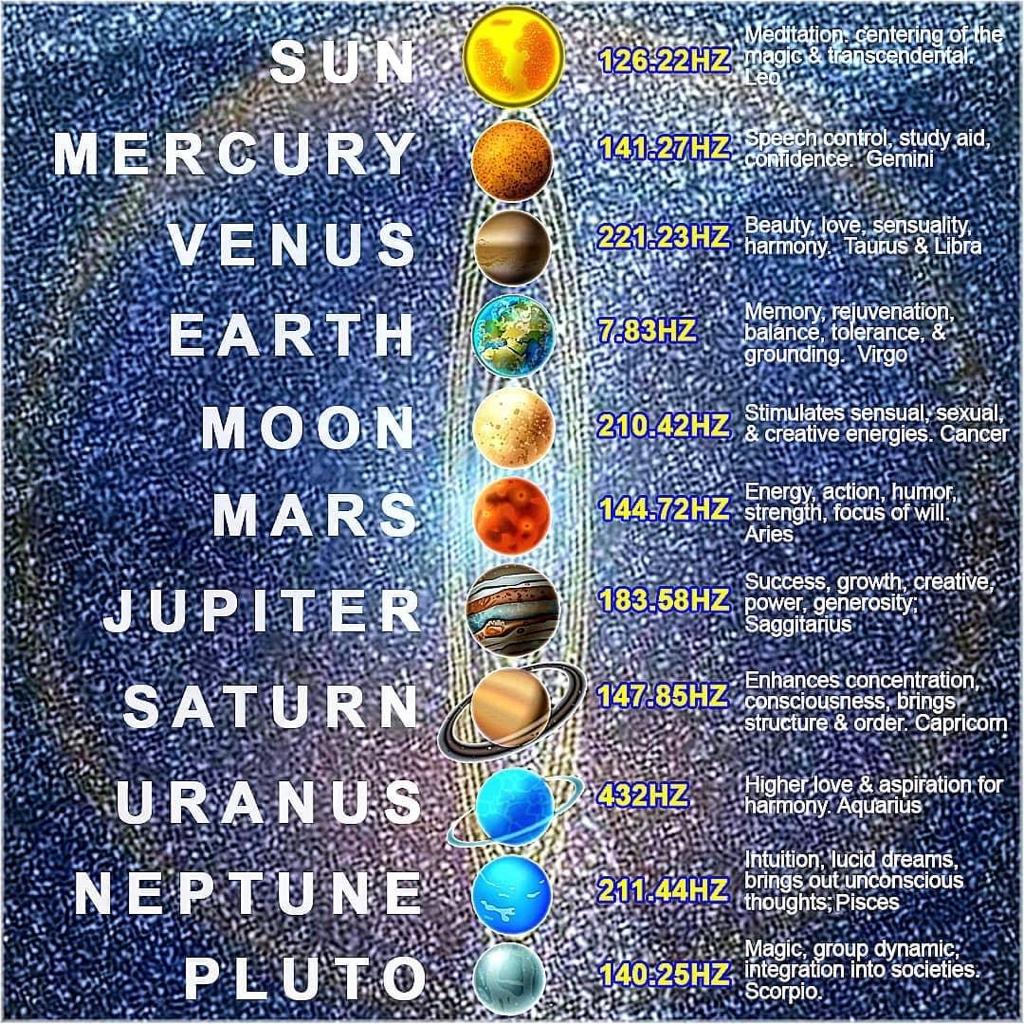 SUN
126.22HZ
Meditation. centering of the
magic & transcendental.
Leo
MERCURY
141.27HZ
Speech control, study aid,
confidence. Gemini
VENUS
221.23HZ
Beauty, love, sensuality,
harmony. Taurus & Libra
EARTH
7.83HZ
Memory, rejuvenation,
balance, tolerance, &
grounding. Virgo
MOON
210.42HZ
Stimulates sensual, sexual,
& creative energies. Cancer
MARS
144.72HZ
Energy, action, humor,
strength, focus of will.
Aries
JUPITER
183.58HZ
Success, growth, creative,
power, generosity;
Saggitarius
SATURN
147.85HZ
Enhances concentration,
consciousness, brings
structure & order. Capricorn
URANUS
432HZ
Higher love & aspiration for
harmony. Aquarius
NEPTUNE
211.44HZ
Intuition, lucid dreams,
brings out unconscious
thoughts; Pisces
PLUTO
140.25HZ
Magic, group dynamic,
integration into societies.
Scorpio.